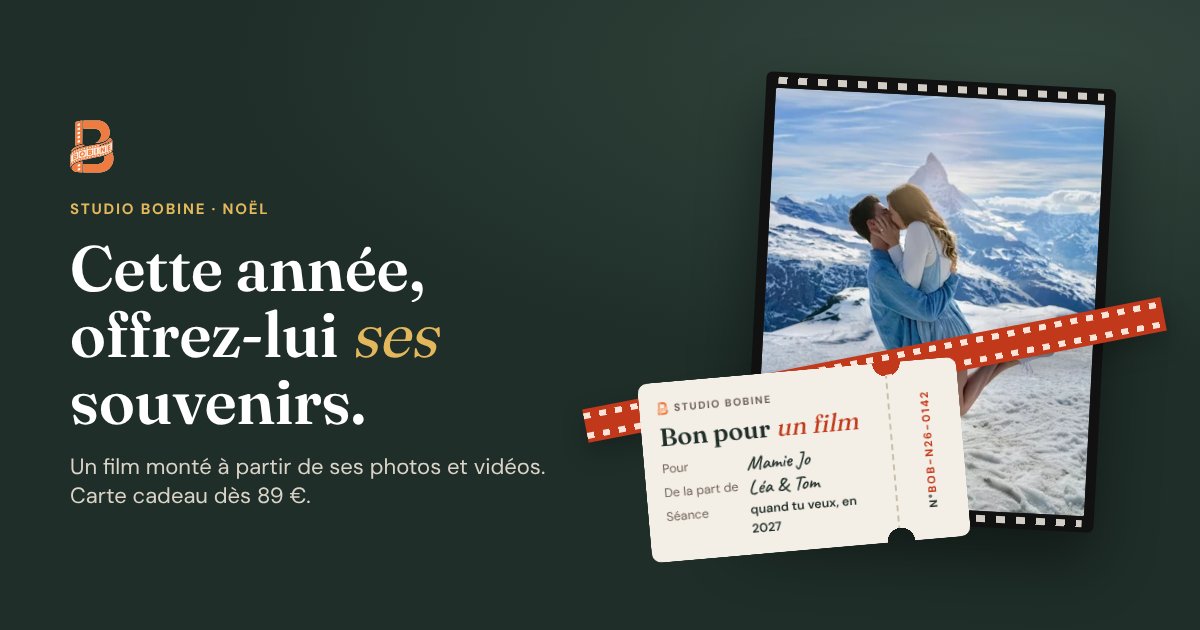 B
STUDIO BOBINE · NOËL
Cette année,
offrez-lui ses
souvenirs.
Un film monté à partir de ses photos et vidéos.
Carte cadeau dès 89 €.
B STUDIO BOBINE
Bon pour un film
Pour Mamie Jo
De la part de Léa & Tom
Séance quand tu veux, en
2027
N°BOB-N26-0142